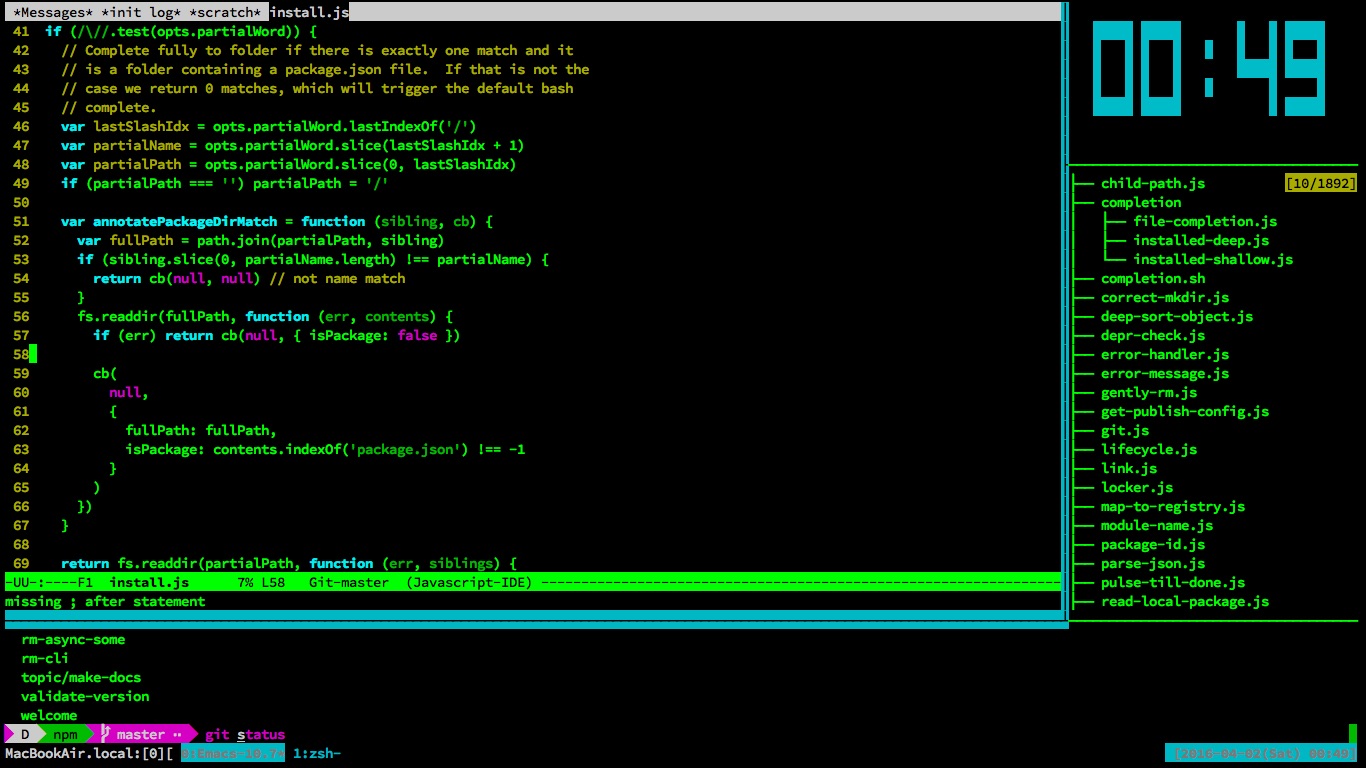 *Messages* *init log* *scratch* install.js
41 if (/\//.test(opts.partialWord)) {
42 // Complete fully to folder if there is exactly one match and it
43 // is a folder containing a package.json file.  If that is not the
44 // case we return 0 matches, which will trigger the default bash
45 // complete.
46 var lastSlashIdx = opts.partialWord.lastIndexOf('/')
47 var partialName = opts.partialWord.slice(lastSlashIdx + 1)
48 var partialPath = opts.partialWord.slice(0, lastSlashIdx)
49 if (partialPath === '') partialPath = '/'
50
51 var annotatePackageDirMatch = function (sibling, cb) {
52 var fullPath = path.join(partialPath, sibling)
53 if (sibling.slice(0, partialName.length) !== partialName) {
54 return cb(null, null) // not name match
55 }
56 fs.readdir(fullPath, function (err, contents) {
57 if (err) return cb(null, { isPackage: false })
58
59 cb(
60 null,
61 {
62 fullPath: fullPath,
63 isPackage: contents.indexOf('package.json') !== -1
64 }
65 )
66 })
67 }
68
69 return fs.readdir(partialPath, function (err, siblings) {
-UU-:----F1  install.js      7% L58   Git-master  (Javascript-IDE) ------------------------------------------------------------------
missing ; after statement
00:49
├── child-path.js [10/1892]
├── completion
│   ├── file-completion.js
│   ├── installed-deep.js
│   └── installed-shallow.js
├── completion.sh
├── correct-mkdir.js
├── deep-sort-object.js
├── depr-check.js
├── error-handler.js
├── error-message.js
├── gently-rm.js
├── get-publish-config.js
├── git.js
├── lifecycle.js
├── link.js
├── locker.js
├── map-to-registry.js
├── module-name.js
├── package-id.js
├── parse-json.js
├── pulse-till-done.js
├── read-local-package.js
rm-async-some
rm-cli
topic/make-docs
validate-version
welcome
D npm master ·· git status
MacBookAir.local:[0][ 0:Emacs-10.7* 1:zsh- [2016-04-02(Sat) 00:49]